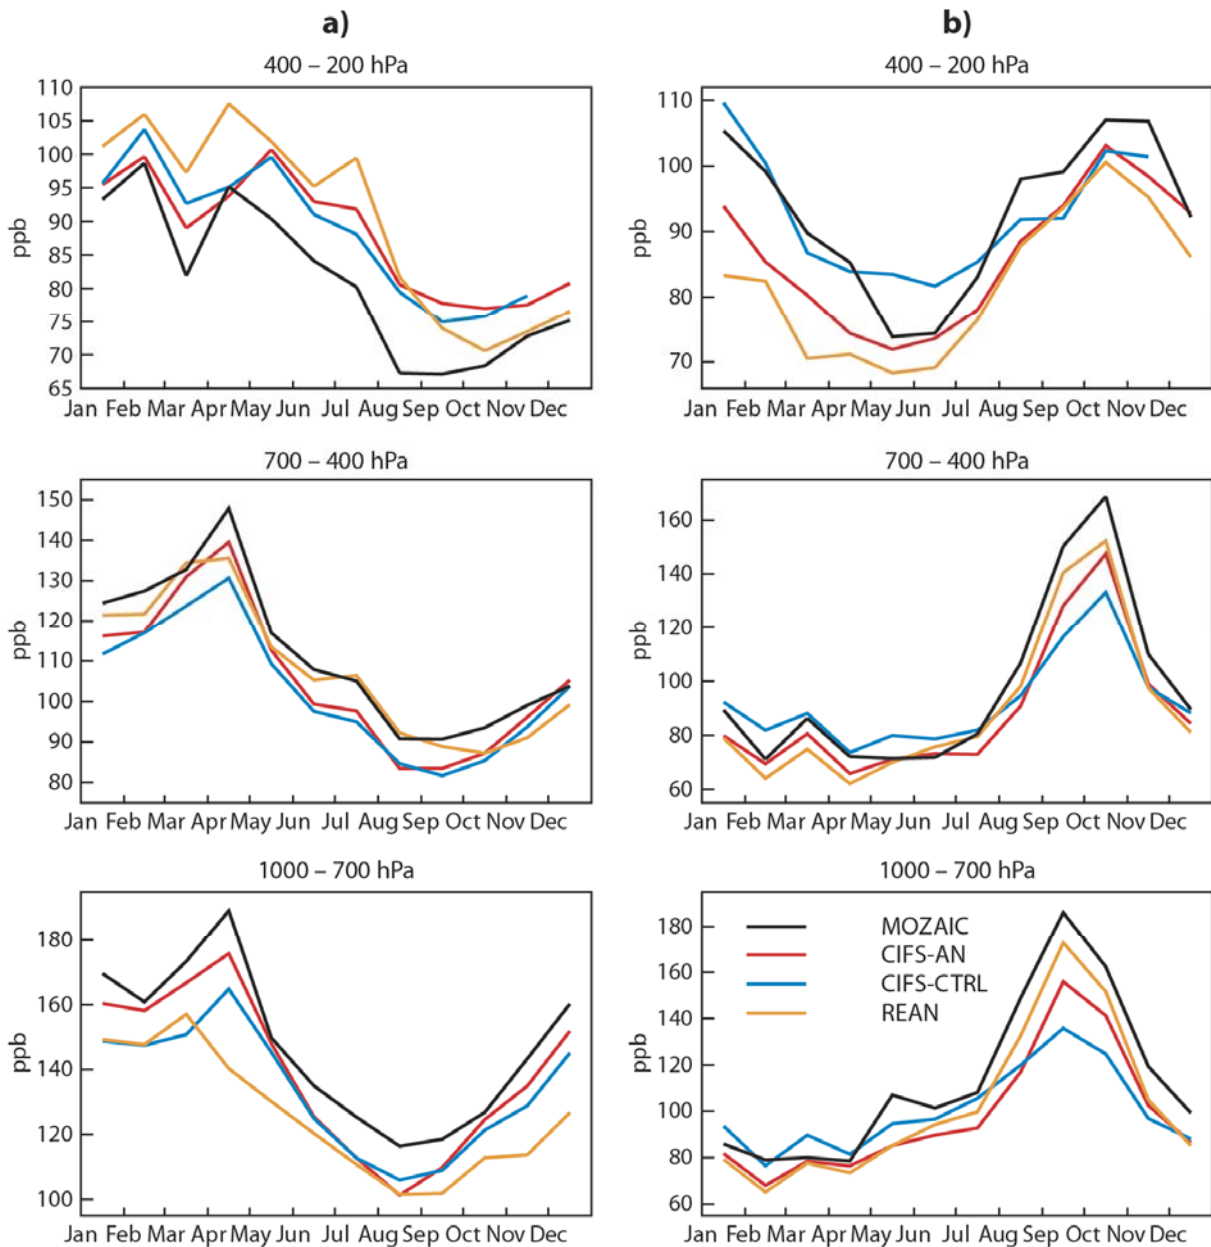 a)
400 – 200 hPa
110
105
100
95
90
85
80
75
70
65
ppb
Jan Feb Mar Apr May Jun Jul Aug Sep Oct Nov Dec
700 – 400 hPa
150
140
130
120
110
100
90
80
ppb
Jan Feb Mar Apr May Jun Jul Aug Sep Oct Nov Dec
1000 – 700 hPa
180
160
140
120
100
ppb
Jan Feb Mar Apr May Jun Jul Aug Sep Oct Nov Dec
b)
400 – 200 hPa
110
100
90
80
70
ppb
Jan Feb Mar Apr May Jun Jul Aug Sep Oct Nov Dec
700 – 400 hPa
160
140
120
100
80
60
ppb
Jan Feb Mar Apr May Jun Jul Aug Sep Oct Nov Dec
1000 – 700 hPa
180
160
140
120
100
80
60
ppb
MOZAIC
CIFS-AN
CIFS-CTRL
REAN
Jan Feb Mar Apr May Jun Jul Aug Sep Oct Nov Dec